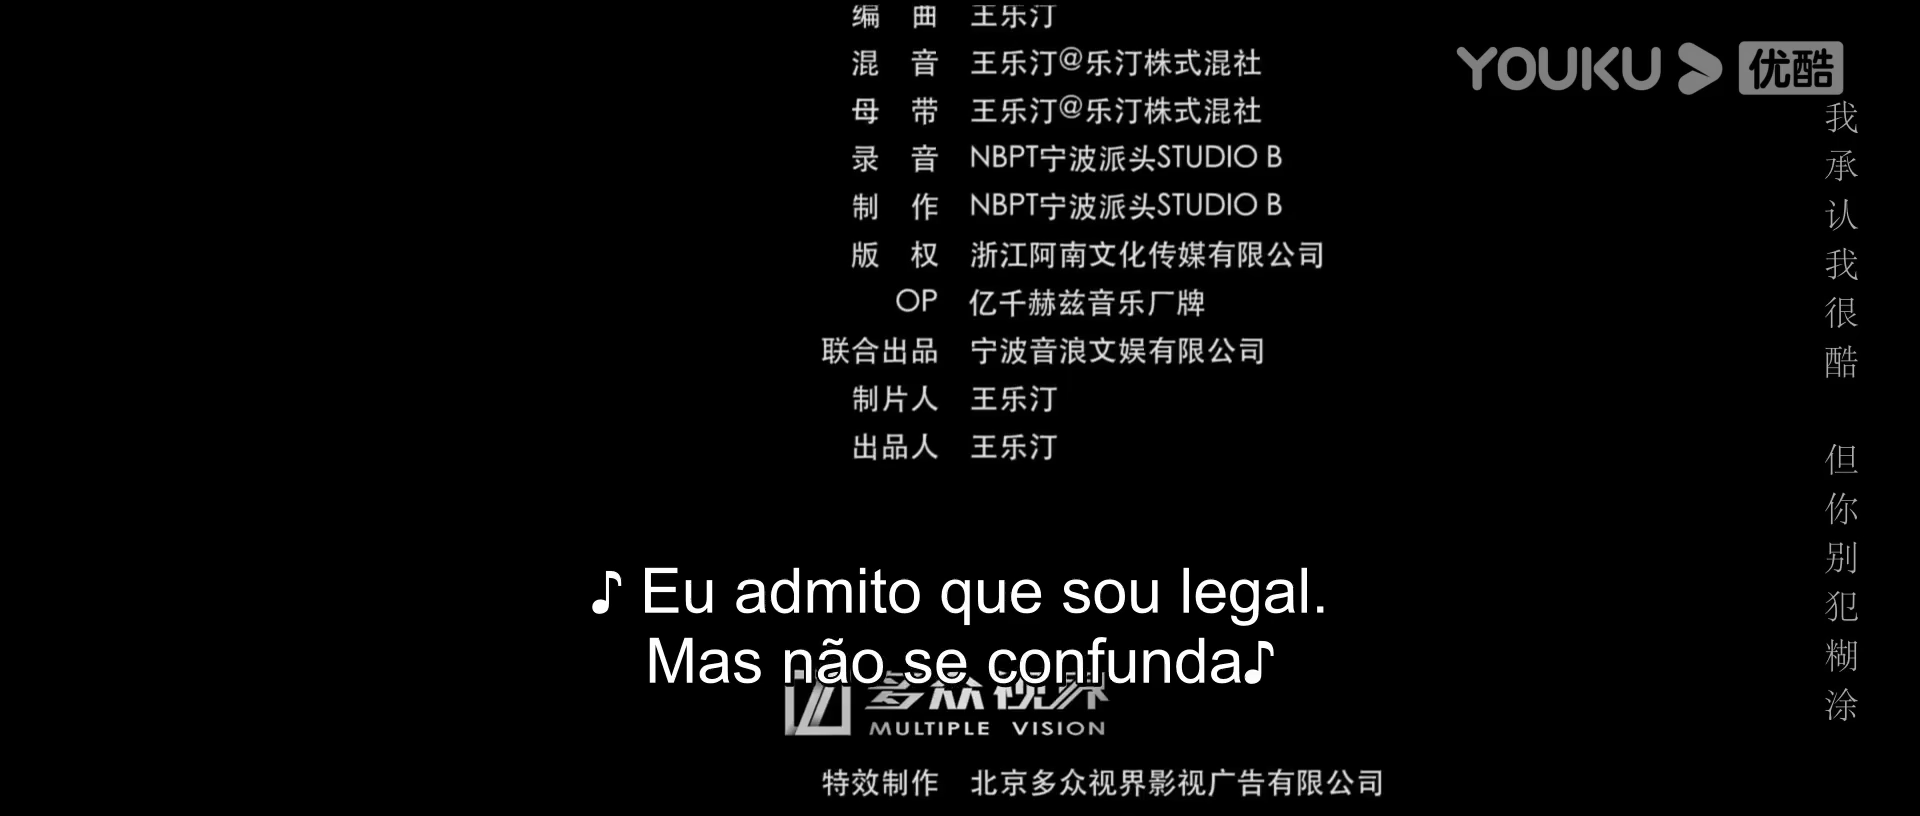 编 曲 王乐汀
混 音 王乐汀@乐汀株式混社
母 带 王乐汀@乐汀株式混社
录 音 NBPT宁波派头STUDIO B
制 作 NBPT宁波派头STUDIO B
版 权 浙江阿南文化传媒有限公司
OP 亿千赫兹音乐厂牌
联合出品 宁波音浪文娱有限公司
制片人 王乐汀
出品人 王乐汀
YOUKU 优酷
我承认我很酷 但你别犯糊涂
♪ Eu admito que sou legal.
Mas não se confunda♪
多众视界
MULTIPLE VISION
特效制作 北京多众视界影视广告有限公司